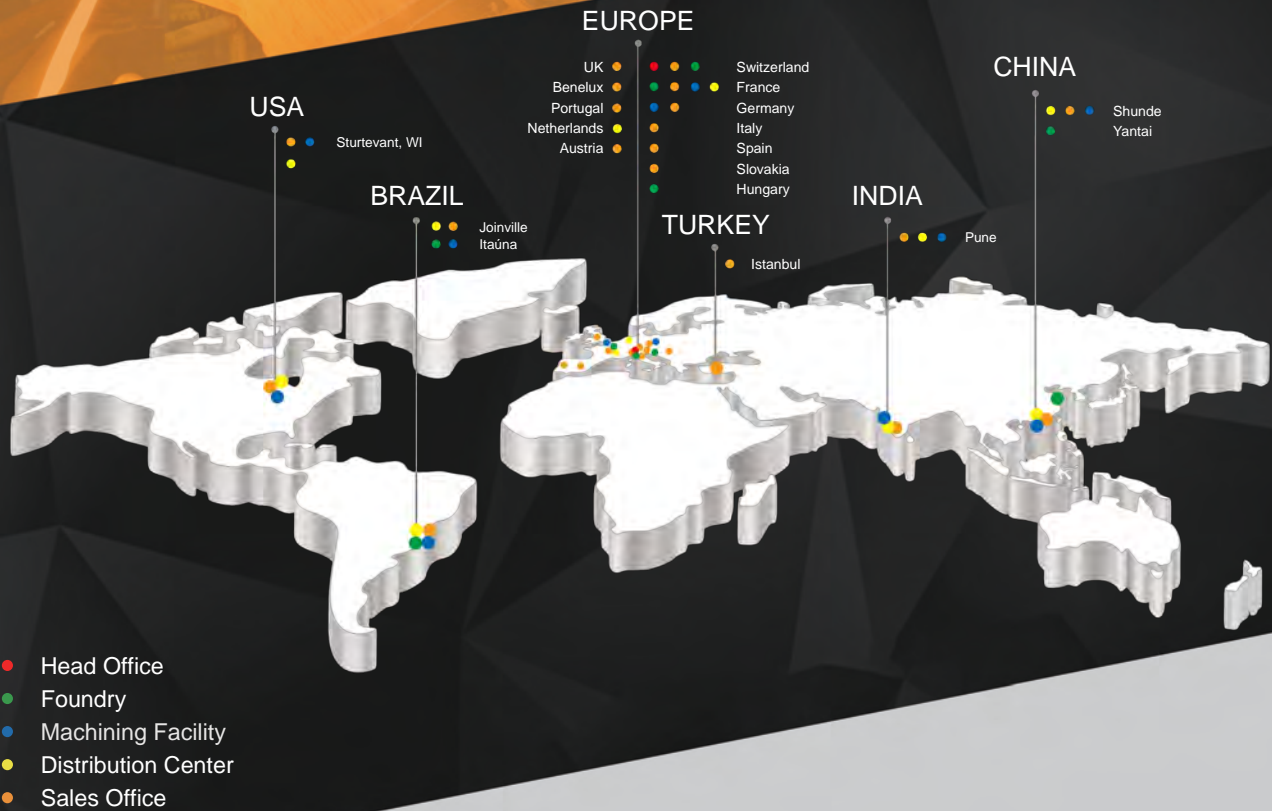 EUROPE
UK
Benelux
Portugal
Netherlands
Austria
Switzerland
France
Germany
Italy
Spain
Slovakia
Hungary
CHINA
Shunde
Yantai
USA
Sturtevant, WI
BRAZIL
Joinville
Itaúna
INDIA
Pune
TURKEY
Istanbul
Head Office
Foundry
Machining Facility
Distribution Center
Sales Office